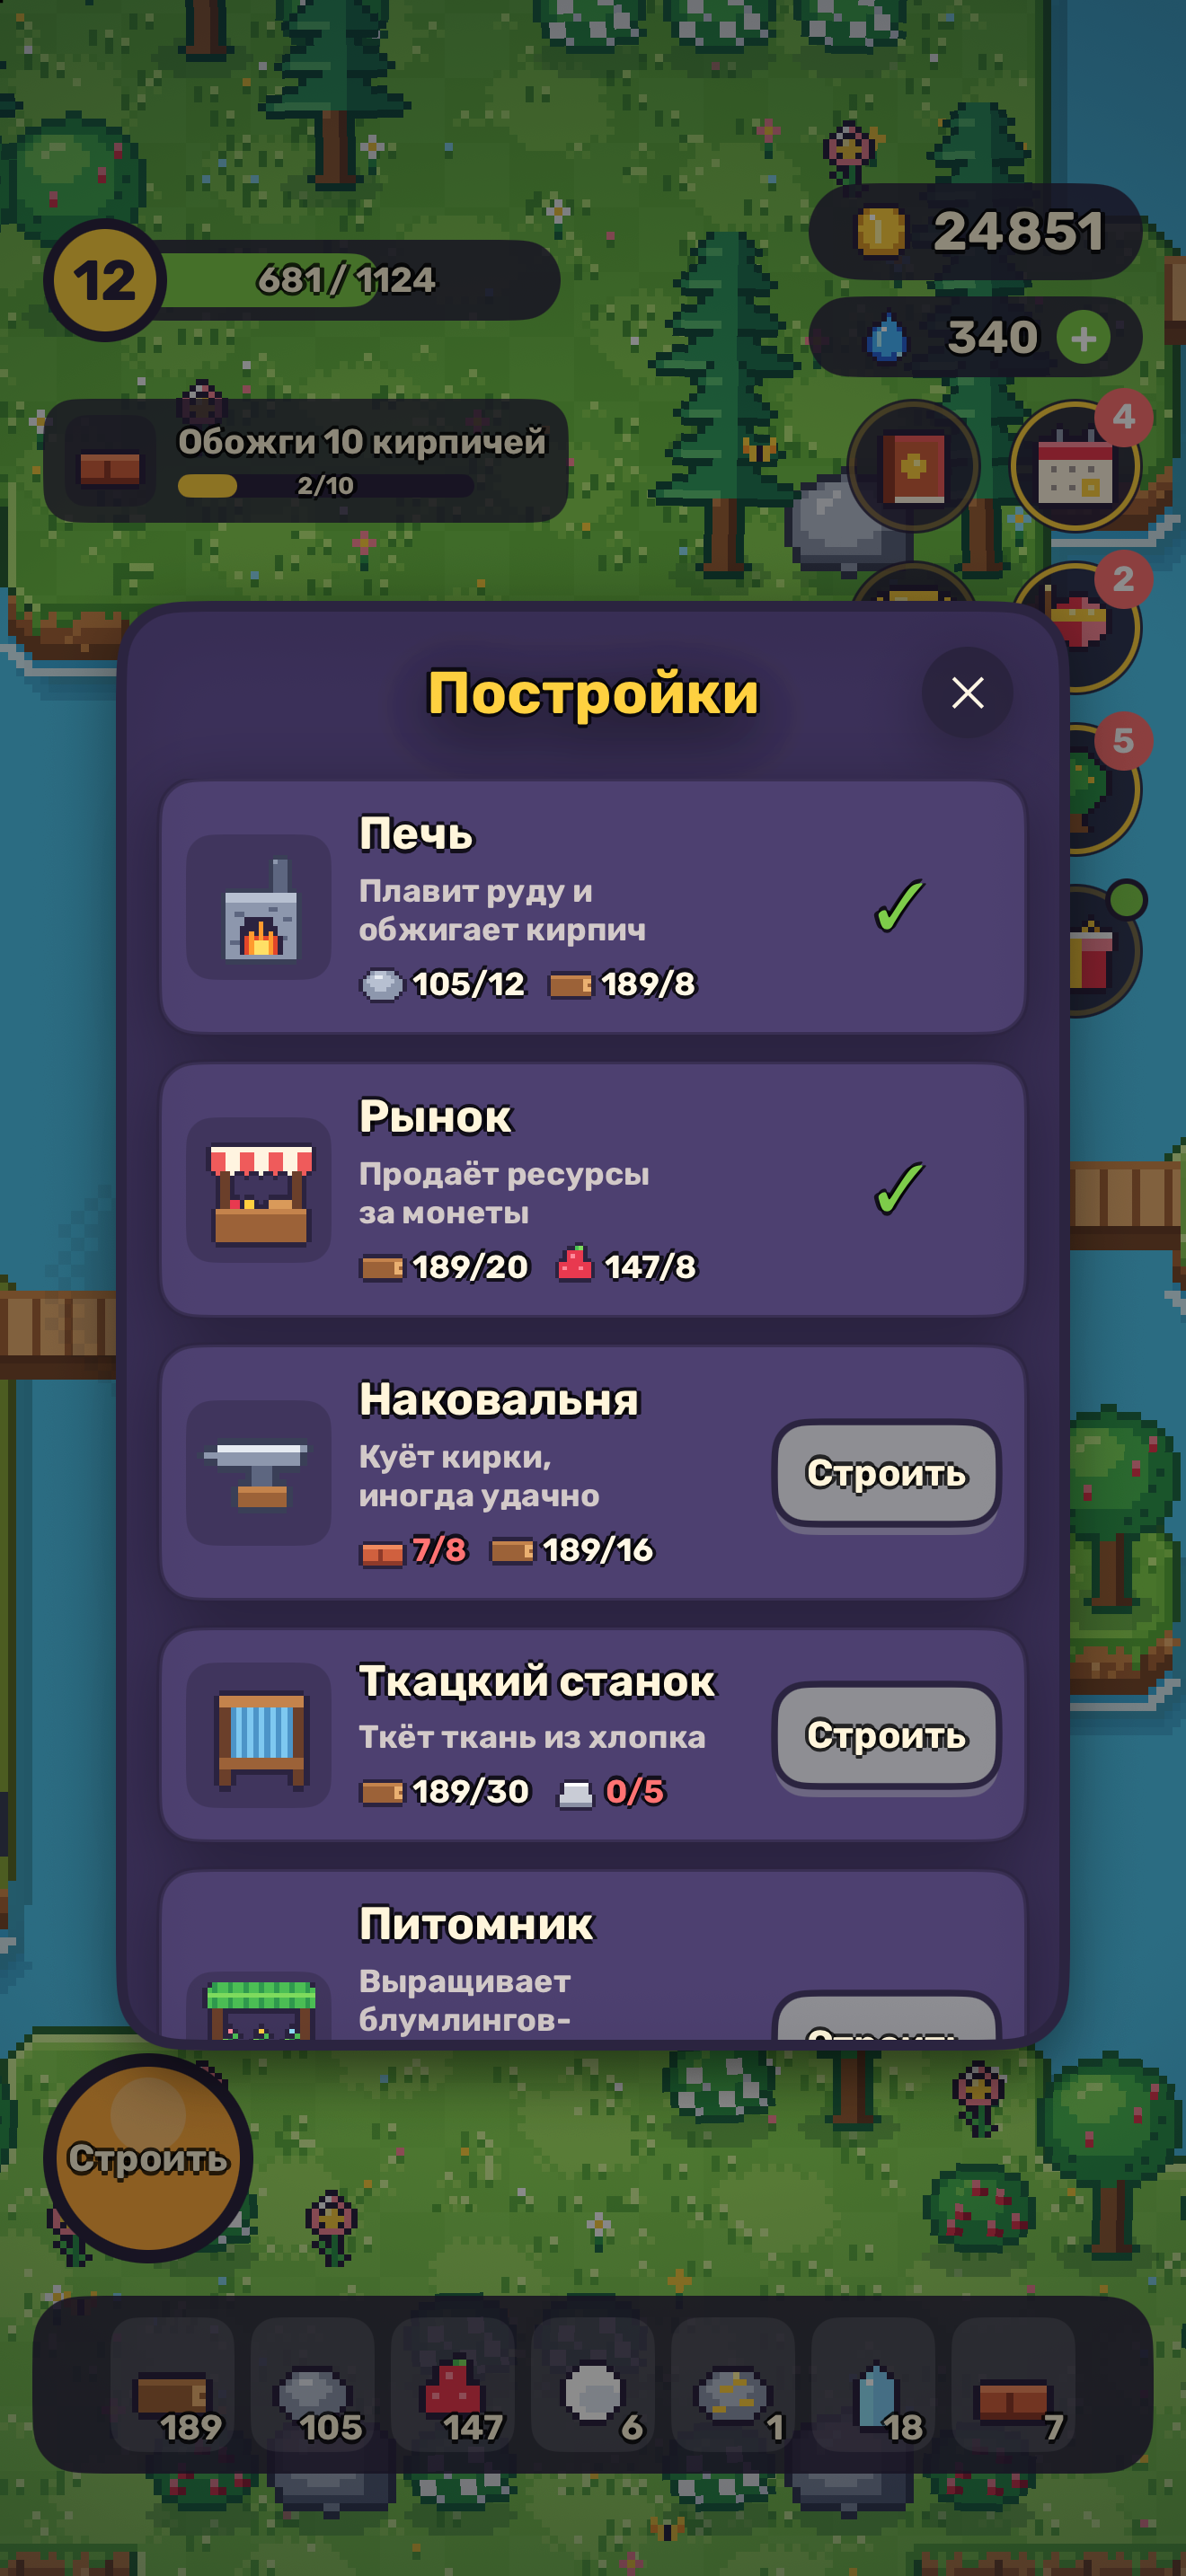 24851
12
681/1124
340
+
Обожги 10 кирпичей
2/10
4
2
5
Постройки
Печь
Плавит руду и
обжигает кирпич
105/12 189/8
Рынок
Продаёт ресурсы
за монеты
189/20 147/8
Наковальня
Куёт кирки,
иногда удачно
7/8 189/16
Строить
Ткацкий станок
Ткёт ткань из хлопка
189/30 0/5
Строить
Питомник
Выращивает
блумлингов-
Строить
Строить
189 105 147 6 1 18 7